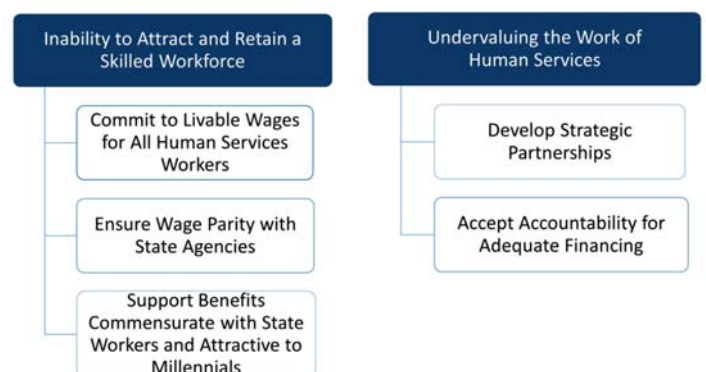 Inability to Attract and Retain a
Skilled Workforce
Commit to Livable Wages
for All Human Services
Workers
Ensure Wage Parity with
State Agencies
Support Benefits
Commensurate with State
Workers and Attractive to
Millennials
Undervaluing the Work of
Human Services
Develop Strategic
Partnerships
Accept Accountability for
Adequate Financing